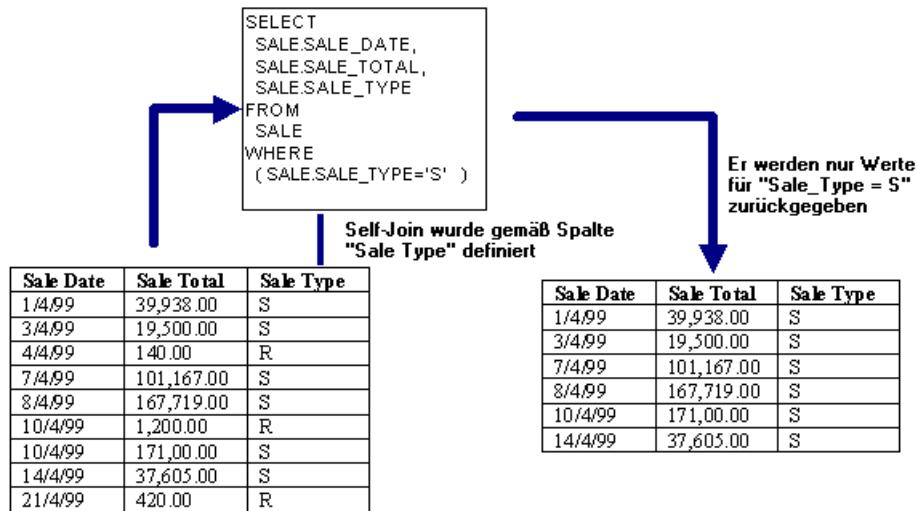 SELECT
SALE.SALE_DATE,
SALE.SALE_TOTAL,
SALE.SALE_TYPE
FROM
SALE
WHERE
(SALE.SALE_TYPE='S' )
Er werden nur Werte
für "Sale_Type = S"
zurückgegeben
Self-Join wurde gemäß Spalte
"Sale Type" definiert
Sale Date Sale Total Sale Type
1/4/99 39,938.00 S
3/4/99 19,500.00 S
4/4/99 140.00 R
7/4/99 101,167.00 S
8/4/99 167,719.00 S
10/4/99 1,200.00 R
10/4/99 171,00.00 S
14/4/99 37,605.00 S
21/4/99 420.00 R
Sale Date Sale Total Sale Type
1/4/99 39,938.00 S
3/4/99 19,500.00 S
7/4/99 101,167.00 S
8/4/99 167,719.00 S
10/4/99 171,00.00 S
14/4/99 37,605.00 S